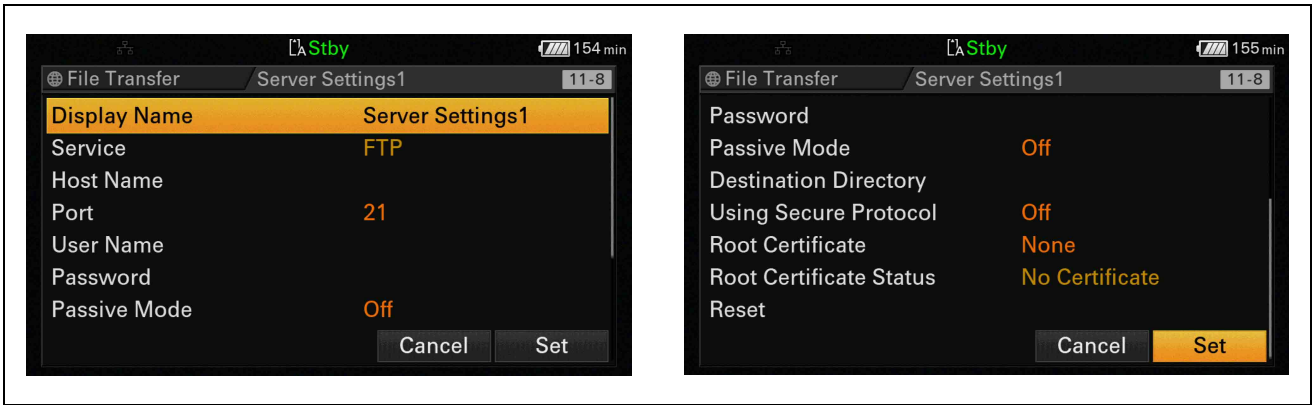 Stby 154 min
File Transfer Server Settings1 11-8
Display Name Server Settings1
Service FTP
Host Name
Port 21
User Name
Password
Passive Mode Off
Cancel Set
Stby 155 min
File Transfer Server Settings1 11-8
Password
Passive Mode Off
Destination Directory
Using Secure Protocol Off
Root Certificate None
Root Certificate Status No Certificate
Reset
Cancel Set